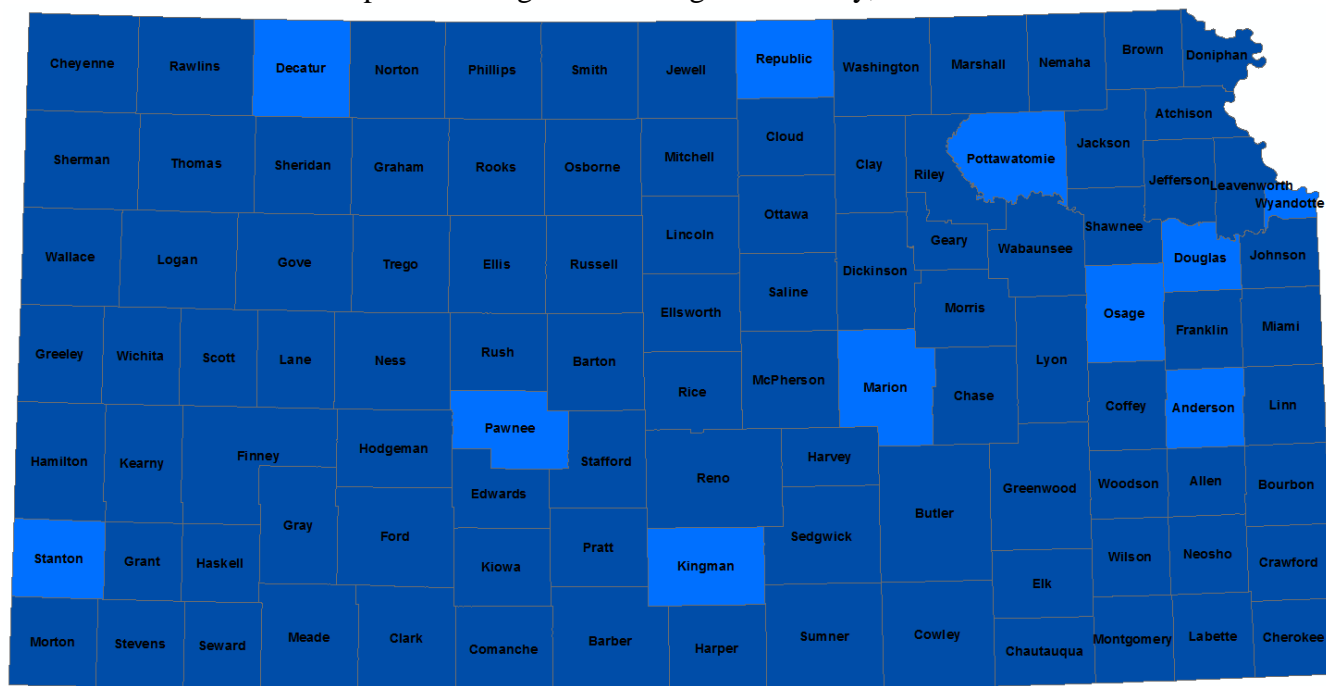 Cheyenne
Rawlins
Decatur
Norton
Phillips
Smith
Jewell
Republic
Washington
Marshall
Nemaha
Brown
Doniphan
Atchison
Sherman
Thomas
Sheridan
Graham
Rooks
Osborne
Mitchell
Cloud
Clay
Riley
Pottawatomie
Jackson
Jefferson
Leavenworth
Wyandotte
Wallace
Logan
Gove
Trego
Ellis
Russell
Lincoln
Ottawa
Dickinson
Geary
Wabaunsee
Shawnee
Douglas
Johnson
Ellsworth
Saline
Morris
Osage
Franklin
Miami
Greeley
Wichita
Scott
Lane
Ness
Rush
Barton
Rice
McPherson
Marion
Chase
Lyon
Coffey
Anderson
Linn
Hamilton
Kearny
Finney
Hodgeman
Pawnee
Stafford
Edwards
Reno
Harvey
Butler
Greenwood
Woodson
Allen
Bourbon
Stanton
Grant
Haskell
Gray
Ford
Kiowa
Pratt
Kingman
Sedgwick
Elk
Wilson
Neosho
Crawford
Morton
Stevens
Seward
Meade
Clark
Comanche
Barber
Harper
Sumner
Cowley
Chautauqua
Montgomery
Labette
Cherokee